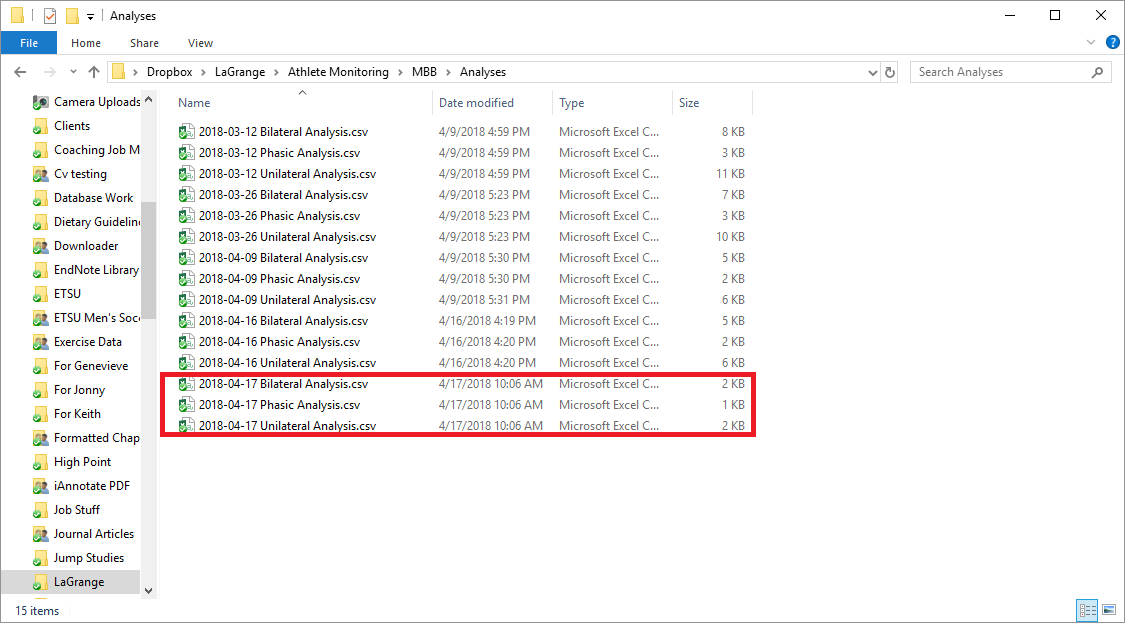 Analyses
File Home Share View
Dropbox LaGrange Athlete Monitoring MBB Analyses Search Analyses
Camera Uploads
Clients
Coaching Job M
Cv testing
Database Work
Dietary Guideline
Downloader
EndNote Library
ETSU
ETSU Men's Soc
Exercise Data
For Genevieve
For Jonny
For Keith
Formatted Chap
High Point
iAnnotate PDF
Job Stuff
Journal Articles
Jump Studies
LaGrange
Name Date modified Type Size
2018-03-12 Bilateral Analysis.csv 4/9/2018 4:59 PM Microsoft Excel C... 8 KB
2018-03-12 Phasic Analysis.csv 4/9/2018 4:59 PM Microsoft Excel C... 3 KB
2018-03-12 Unilateral Analysis.csv 4/9/2018 4:59 PM Microsoft Excel C... 11 KB
2018-03-26 Bilateral Analysis.csv 4/9/2018 5:23 PM Microsoft Excel C... 7 KB
2018-03-26 Phasic Analysis.csv 4/9/2018 5:23 PM Microsoft Excel C... 3 KB
2018-03-26 Unilateral Analysis.csv 4/9/2018 5:23 PM Microsoft Excel C... 10 KB
2018-04-09 Bilateral Analysis.csv 4/9/2018 5:30 PM Microsoft Excel C... 5 KB
2018-04-09 Phasic Analysis.csv 4/9/2018 5:30 PM Microsoft Excel C... 2 KB
2018-04-09 Unilateral Analysis.csv 4/9/2018 5:31 PM Microsoft Excel C... 6 KB
2018-04-16 Bilateral Analysis.csv 4/16/2018 4:19 PM Microsoft Excel C... 5 KB
2018-04-16 Phasic Analysis.csv 4/16/2018 4:20 PM Microsoft Excel C... 2 KB
2018-04-16 Unilateral Analysis.csv 4/16/2018 4:20 PM Microsoft Excel C... 6 KB
2018-04-17 Bilateral Analysis.csv 4/17/2018 10:06 AM Microsoft Excel C... 2 KB
2018-04-17 Phasic Analysis.csv 4/17/2018 10:06 AM Microsoft Excel C... 1 KB
2018-04-17 Unilateral Analysis.csv 4/17/2018 10:06 AM Microsoft Excel C... 2 KB
15 items